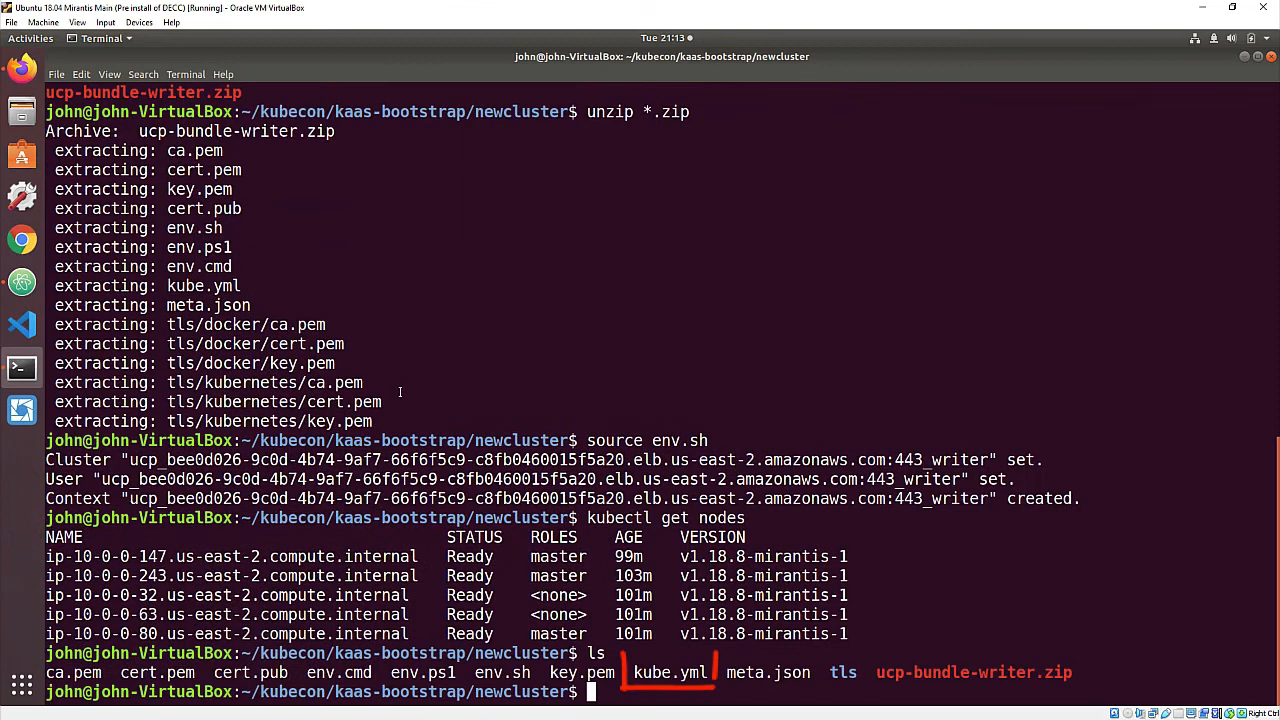 Ubuntu 18.04 Mirantis Main (Pre install of DECC) [Running] - Oracle VM VirtualBox
File Machine View Input Devices Help
Activities Terminal Tue 21:13
john@john-VirtualBox: ~/kubecon/kaas-bootstrap/newcluster
File Edit View Search Terminal Help
ucp-bundle-writer.zip
john@john-VirtualBox:~/kubecon/kaas-bootstrap/newcluster$ unzip *.zip
Archive:  ucp-bundle-writer.zip
 extracting: ca.pem
 extracting: cert.pem
 extracting: key.pem
 extracting: cert.pub
 extracting: env.sh
 extracting: env.ps1
 extracting: env.cmd
 extracting: kube.yml
 extracting: meta.json
 extracting: tls/docker/ca.pem
 extracting: tls/docker/cert.pem
 extracting: tls/docker/key.pem
 extracting: tls/kubernetes/ca.pem
 extracting: tls/kubernetes/cert.pem
 extracting: tls/kubernetes/key.pem
john@john-VirtualBox:~/kubecon/kaas-bootstrap/newcluster$ source env.sh
Cluster "ucp_bee0d026-9c0d-4b74-9af7-66f6f5c9-c8fb0460015f5a20.elb.us-east-2.amazonaws.com:443_writer" set.
User "ucp_bee0d026-9c0d-4b74-9af7-66f6f5c9-c8fb0460015f5a20.elb.us-east-2.amazonaws.com:443_writer" set.
Context "ucp_bee0d026-9c0d-4b74-9af7-66f6f5c9-c8fb0460015f5a20.elb.us-east-2.amazonaws.com:443_writer" created.
john@john-VirtualBox:~/kubecon/kaas-bootstrap/newcluster$ kubectl get nodes
NAME STATUS ROLES AGE VERSION
ip-10-0-0-147.us-east-2.compute.internal Ready master 99m v1.18.8-mirantis-1
ip-10-0-0-243.us-east-2.compute.internal Ready master 103m v1.18.8-mirantis-1
ip-10-0-0-32.us-east-2.compute.internal Ready <none> 101m v1.18.8-mirantis-1
ip-10-0-0-63.us-east-2.compute.internal Ready <none> 101m v1.18.8-mirantis-1
ip-10-0-0-80.us-east-2.compute.internal Ready master 101m v1.18.8-mirantis-1
john@john-VirtualBox:~/kubecon/kaas-bootstrap/newcluster$ ls
ca.pem cert.pem cert.pub env.cmd env.ps1 env.sh key.pem kube.yml meta.json tls ucp-bundle-writer.zip
john@john-VirtualBox:~/kubecon/kaas-bootstrap/newcluster$
Right Ctrl